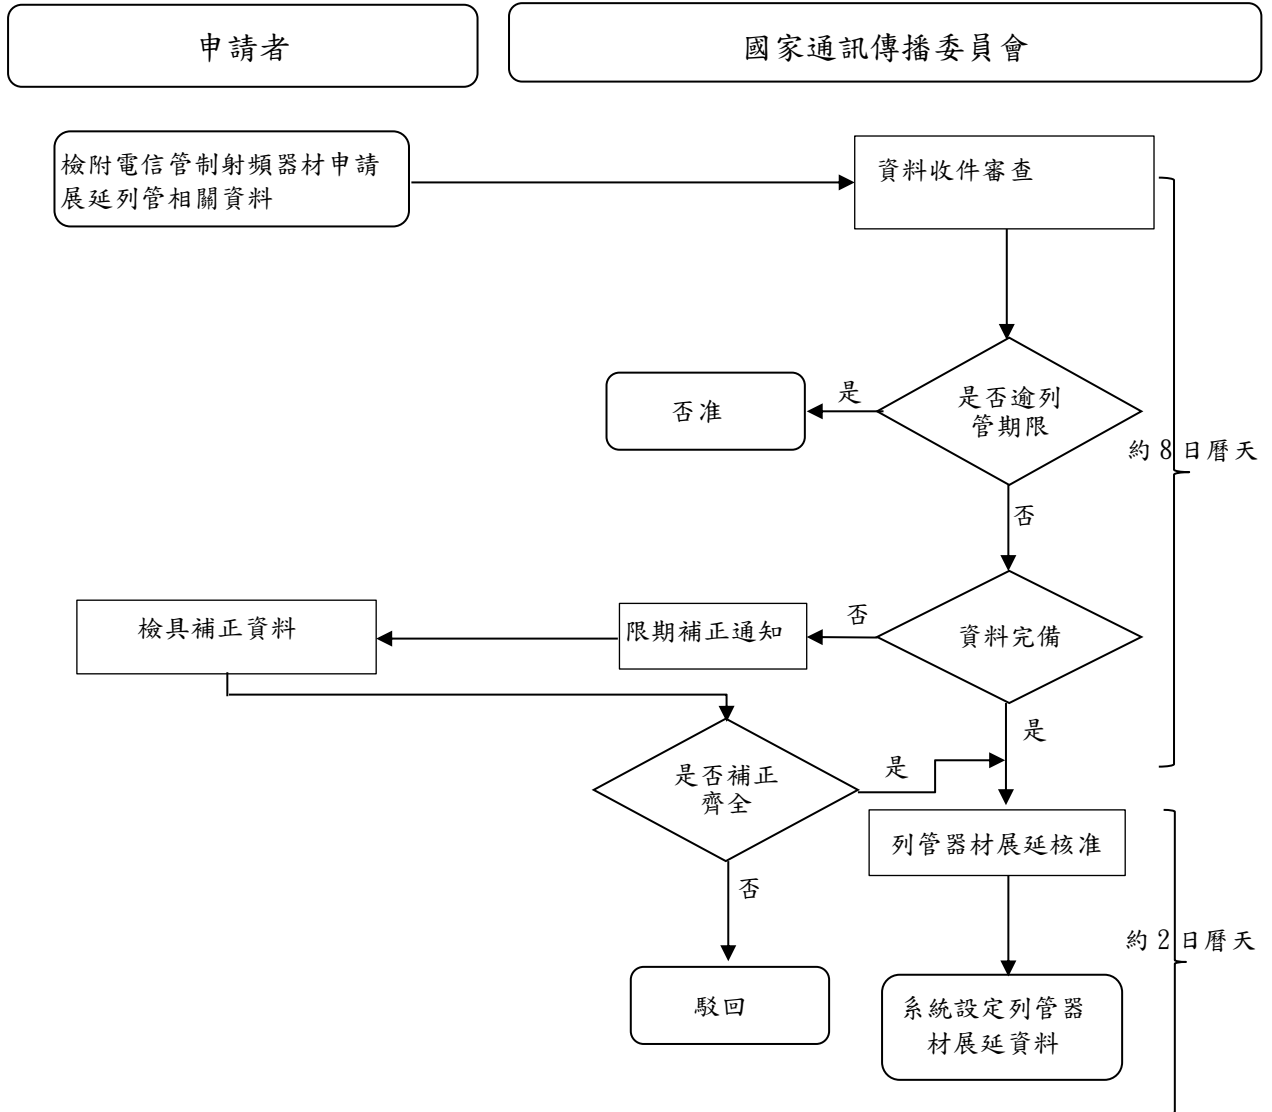 申請者
國家通訊傳播委員會
檢附電信管制射頻器材申請
展延列管相關資料
資料收件審查
是否逾列
管期限
是
否准
約8日曆天
否
資料完備
否
限期補正通知
檢具補正資料
是
是否補正
齊全
是
列管器材展延核准
否
約2日曆天
駁回
系統設定列管器
材展延資料